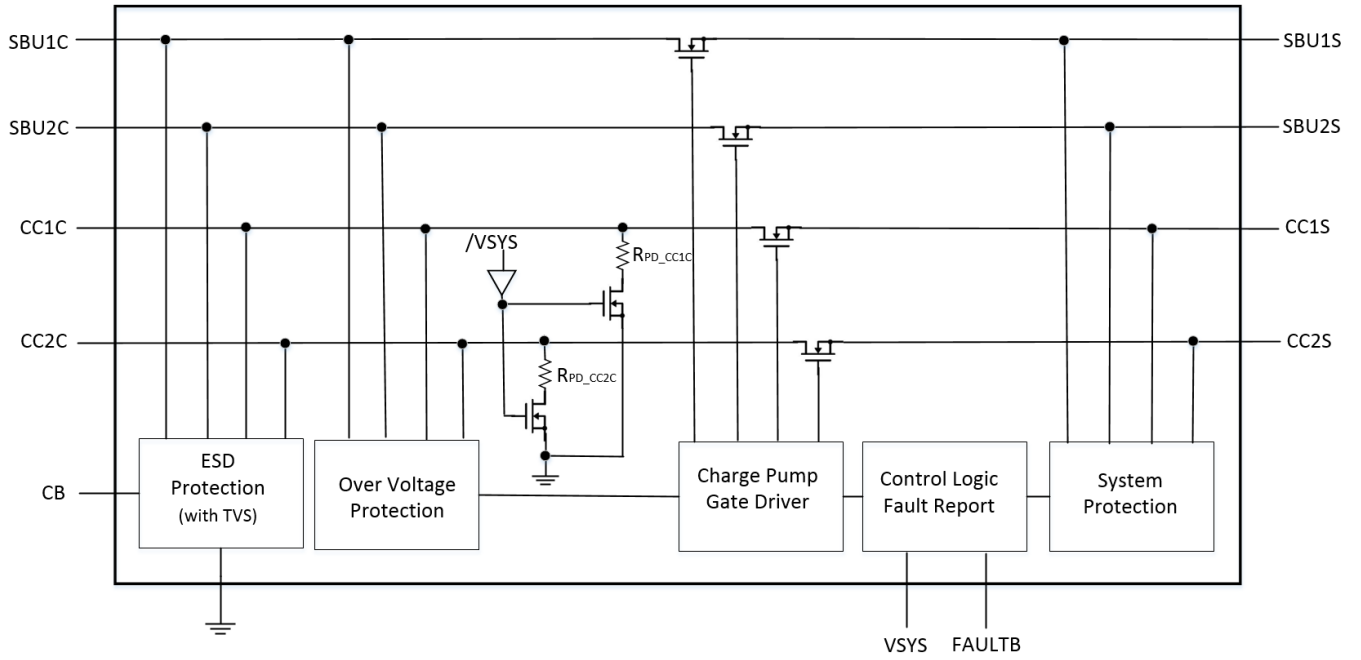 SBU1C
SBU1S
SBU2C
SBU2S
CC1C
CC1S
/VSYS
RPD_CC1C
CC2C
CC2S
RPD_CC2C
CB
ESD
Protection
(with TVS)
Over Voltage
Protection
Charge Pump
Gate Driver
Control Logic
Fault Report
System
Protection
VSYS
FAULTB